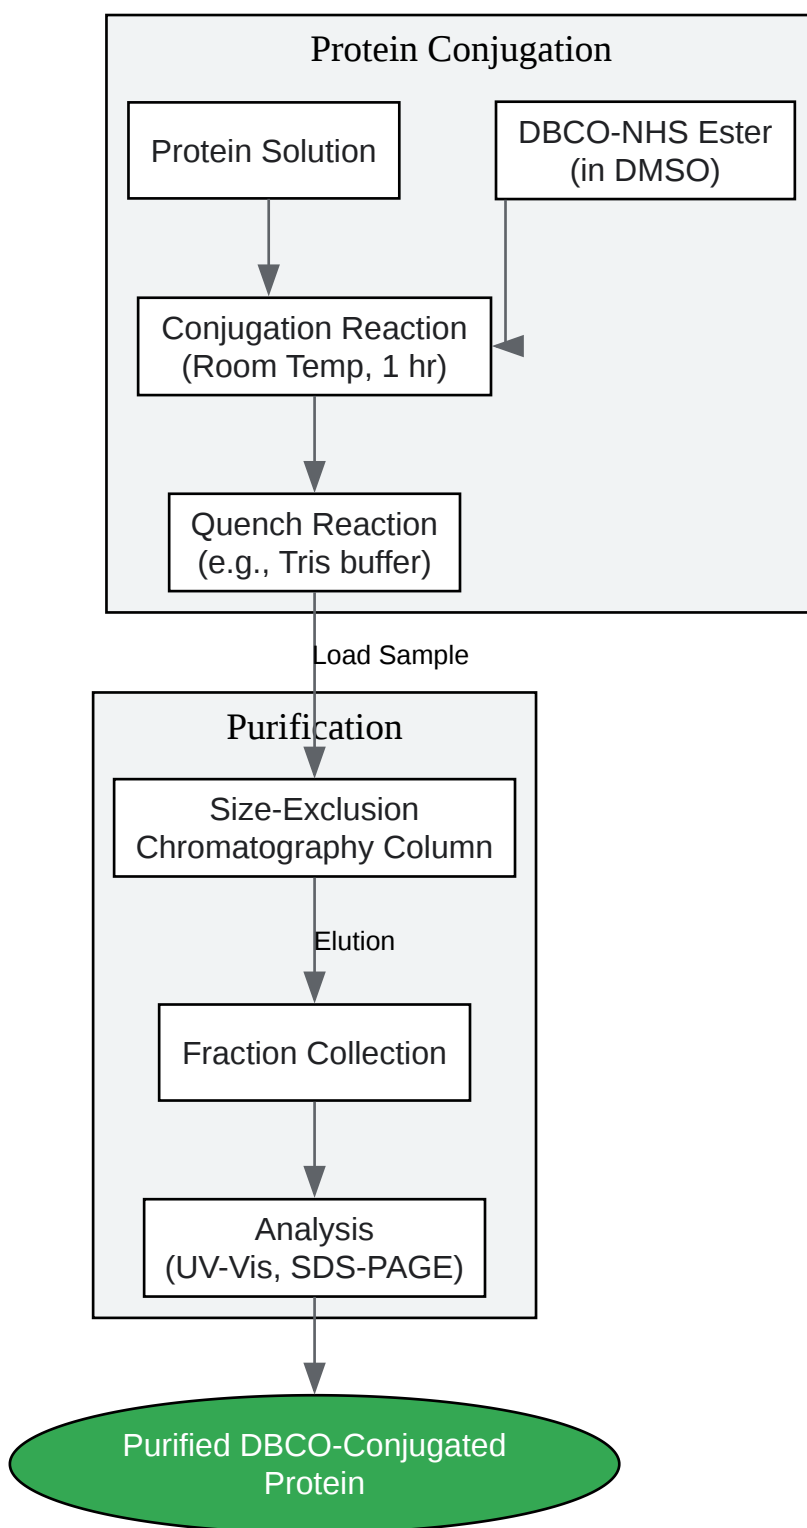 Protein Conjugation
Protein Solution
DBCO-NHS Ester
(in DMSO)
Conjugation Reaction
(Room Temp, 1 hr)
Quench Reaction
(e.g., Tris buffer)
Load Sample
Purification
Size-Exclusion
Chromatography Column
Elution
Fraction Collection
Analysis
(UV-Vis, SDS-PAGE)
Purified DBCO-Conjugated
Protein